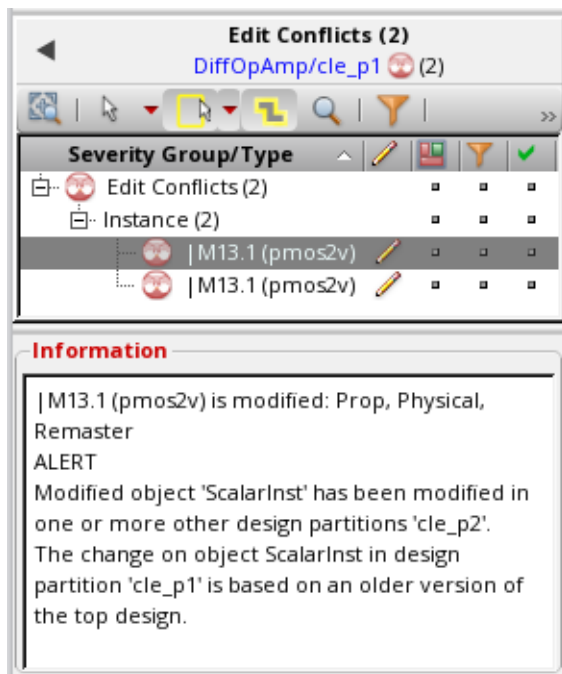 Edit Conflicts (2)
DiffOpAmp/cle_p1 (2)
»
Severity Group/Type
Edit Conflicts (2)
Instance (2)
|M13.1 (pmos2v)
|M13.1 (pmos2v)
Information
|M13.1 (pmos2v) is modified: Prop, Physical,
Remaster
ALERT
Modified object 'ScalarInst' has been modified in
one or more other design partitions 'cle_p2'.
The change on object ScalarInst in design
partition 'cle_p1' is based on an older version of
the top design.